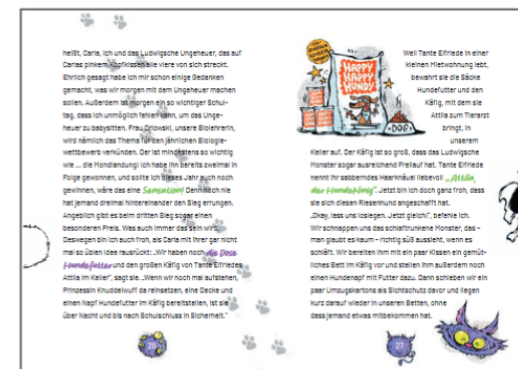 heißt, Carla, ich und das Ludwigsche Ungeheuer, das auf
Carlas pinkem Kopfkissen alle viere von sich streckt.
Ehrlich gesagt habe ich mir schon einige Gedanken
gemacht, was wir morgen mit dem Ungeheuer machen
sollen. Außerdem ist morgen ein so wichtiger Schul-
tag, dass ich unmöglich fehlen kann, um das Unge-
heuer zu babysitten. Frau Orlowski, unsere Biolehrerin,
wird nämlich das Thema für den jährlichen Biologie-
wettbewerb verkünden. Der ist mindestens so wichtig
wie ... die Mondlandung! Ich habe ihn bereits zweimal in
Folge gewonnen, und sollte ich dieses Jahr auch noch
gewinnen, wäre das eine Sensation! Denn noch nie
hat jemand dreimal hintereinander den Sieg errungen.
Angeblich gibt es beim dritten Sieg sogar einen
besonderen Preis. Was auch immer das sein wird.
Deswegen bin ich auch froh, als Carla mit ihrer gar nicht
mal so üblen Idee rausrückt: „Wir haben noch die Dose
Hundefutter und den großen Käfig von Tante Elfriedes
Attila im Keller", sagt sie. „Wenn wir noch mal aufstehen,
Prinzessin Knuddelwuff da reinsetzen, eine Decke und
einen Napf Hundefutter im Käfig bereitstellen, ist sie
über Nacht und bis nach Schulschluss in Sicherheit."
26
HAPPY
HAPPY
HUNDY
DOG
Weil Tante Elfriede in einer
kleinen Mietwohnung lebt,
bewahrt sie die Säcke
Hundefutter und den
Käfig, mit dem sie
Attila zum Tierarzt
bringt, in
unserem
Keller auf. Der Käfig ist so groß, dass das Ludwigsche
Monster sogar ausreichend Freilauf hat. Tante Elfriede
nennt ihr sabberndes Haarknäuel liebevoll „Attila,
der Hundekönig". Jetzt bin ich doch ganz froh, dass
sie sich diesen Riesenhund angeschafft hat.
„Okay, lass uns loslegen. Jetzt gleich!", befehle ich.
Wir schnappen uns das schlaftrunkene Monster, das –
man glaubt es kaum – richtig süß aussieht, wenn es
schläft. Wir bereiten ihm mit ein paar Kissen ein gemüt-
liches Bett im Käfig vor und stellen ihm außerdem noch
einen Hundenapf mit Futter dazu. Dann schieben wir ein
paar Umzugskartons als Sichtschutz davor und liegen
kurz darauf wieder in unseren Betten, ohne
dass jemand etwas mitbekommen hat.
27